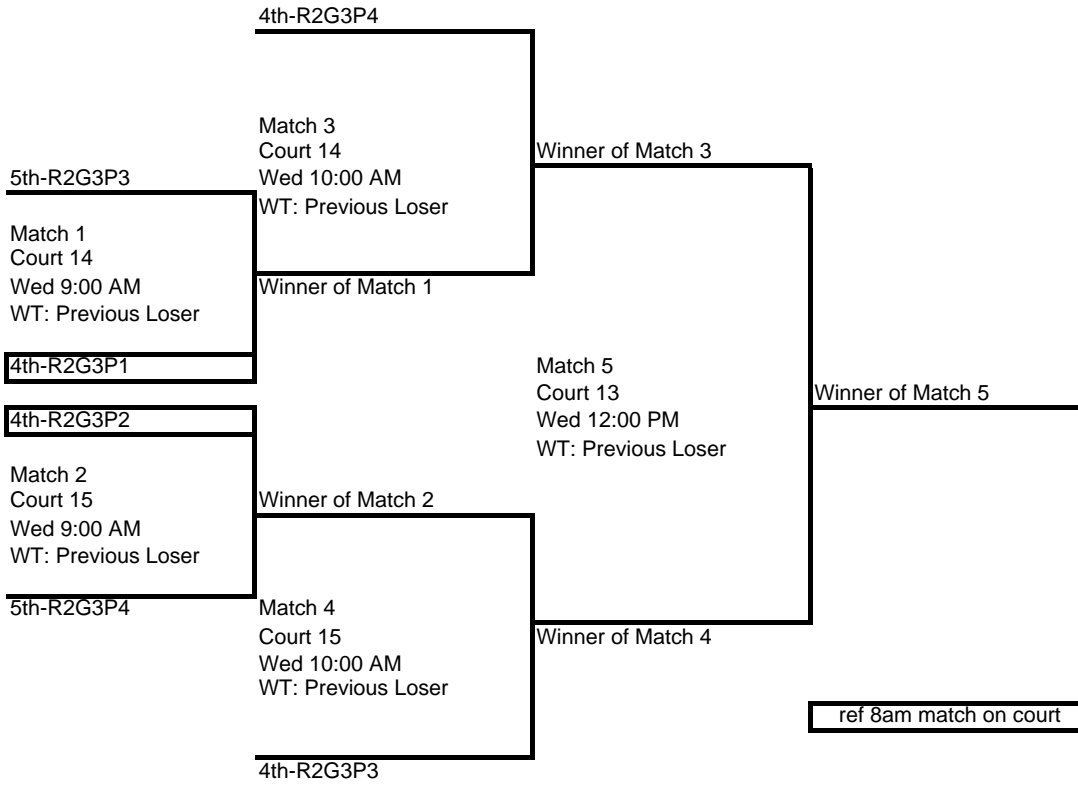 4th-R2G3P4
Match 3
Court 14
Wed 10:00 AM
WT: Previous Loser
Winner of Match 3
5th-R2G3P3
Match 1
Court 14
Wed 9:00 AM
WT: Previous Loser
Winner of Match 1
4th-R2G3P1
Match 5
Court 13
Wed 12:00 PM
WT: Previous Loser
Winner of Match 5
4th-R2G3P2
Match 2
Court 15
Wed 9:00 AM
WT: Previous Loser
Winner of Match 2
5th-R2G3P4
Match 4
Court 15
Wed 10:00 AM
WT: Previous Loser
Winner of Match 4
ref 8am match on court
4th-R2G3P3